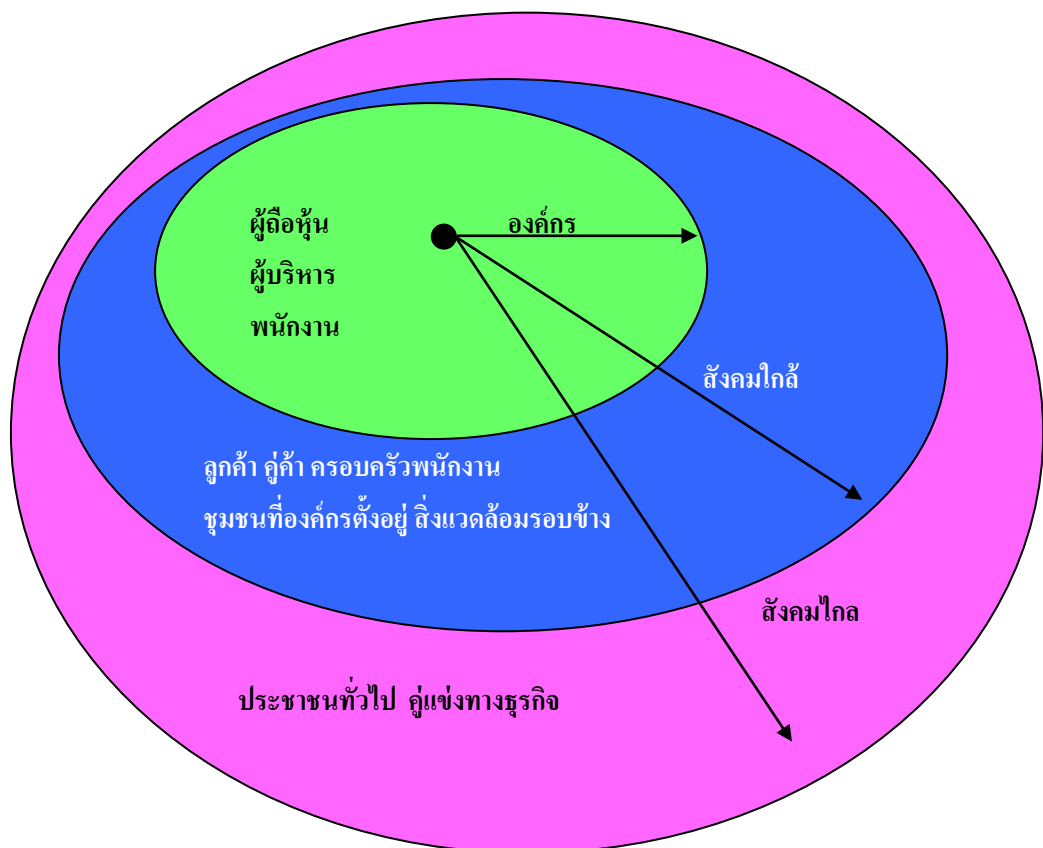 ผู้ถือหุ้น
องค์กร
ผู้บริหาร
พนักงาน
สังคมใกล้
ลูกค้า คู่ค้า ครอบครัวพนักงาน
ชุมชนที่องค์กรตั้งอยู่ สิ่งแวดล้อมรอบข้าง
สังคมไกล
ประชาชนทั่วไป คู่แข่งทางธุรกิจ